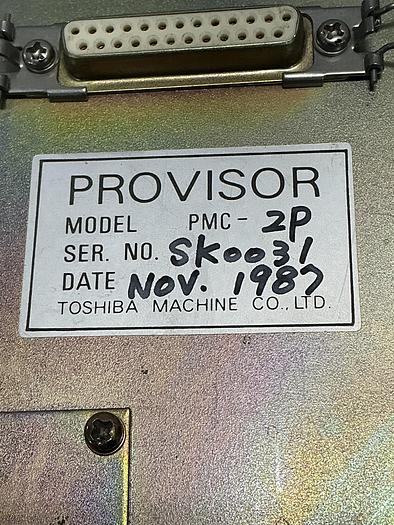 PROVISOR
MODEL PMC-2P
SER. NO. SK0031
DATE NOV. 1987
TOSHIBA MACHINE CO., LTD.